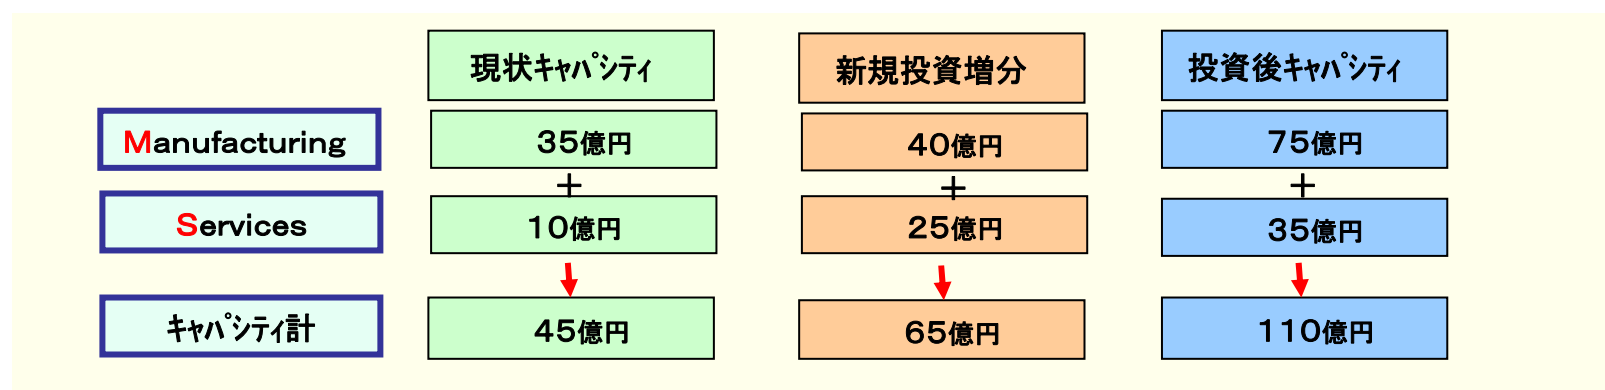 現状ｷｬﾊﾟｼﾃｨ 新規投資増分 投資後ｷｬﾊﾟｼﾃｨ
Manufacturing 35億円 40億円 75億円
＋ ＋ ＋
Services 10億円 25億円 35億円
ｷｬﾊﾟｼﾃｨ計 45億円 65億円 110億円